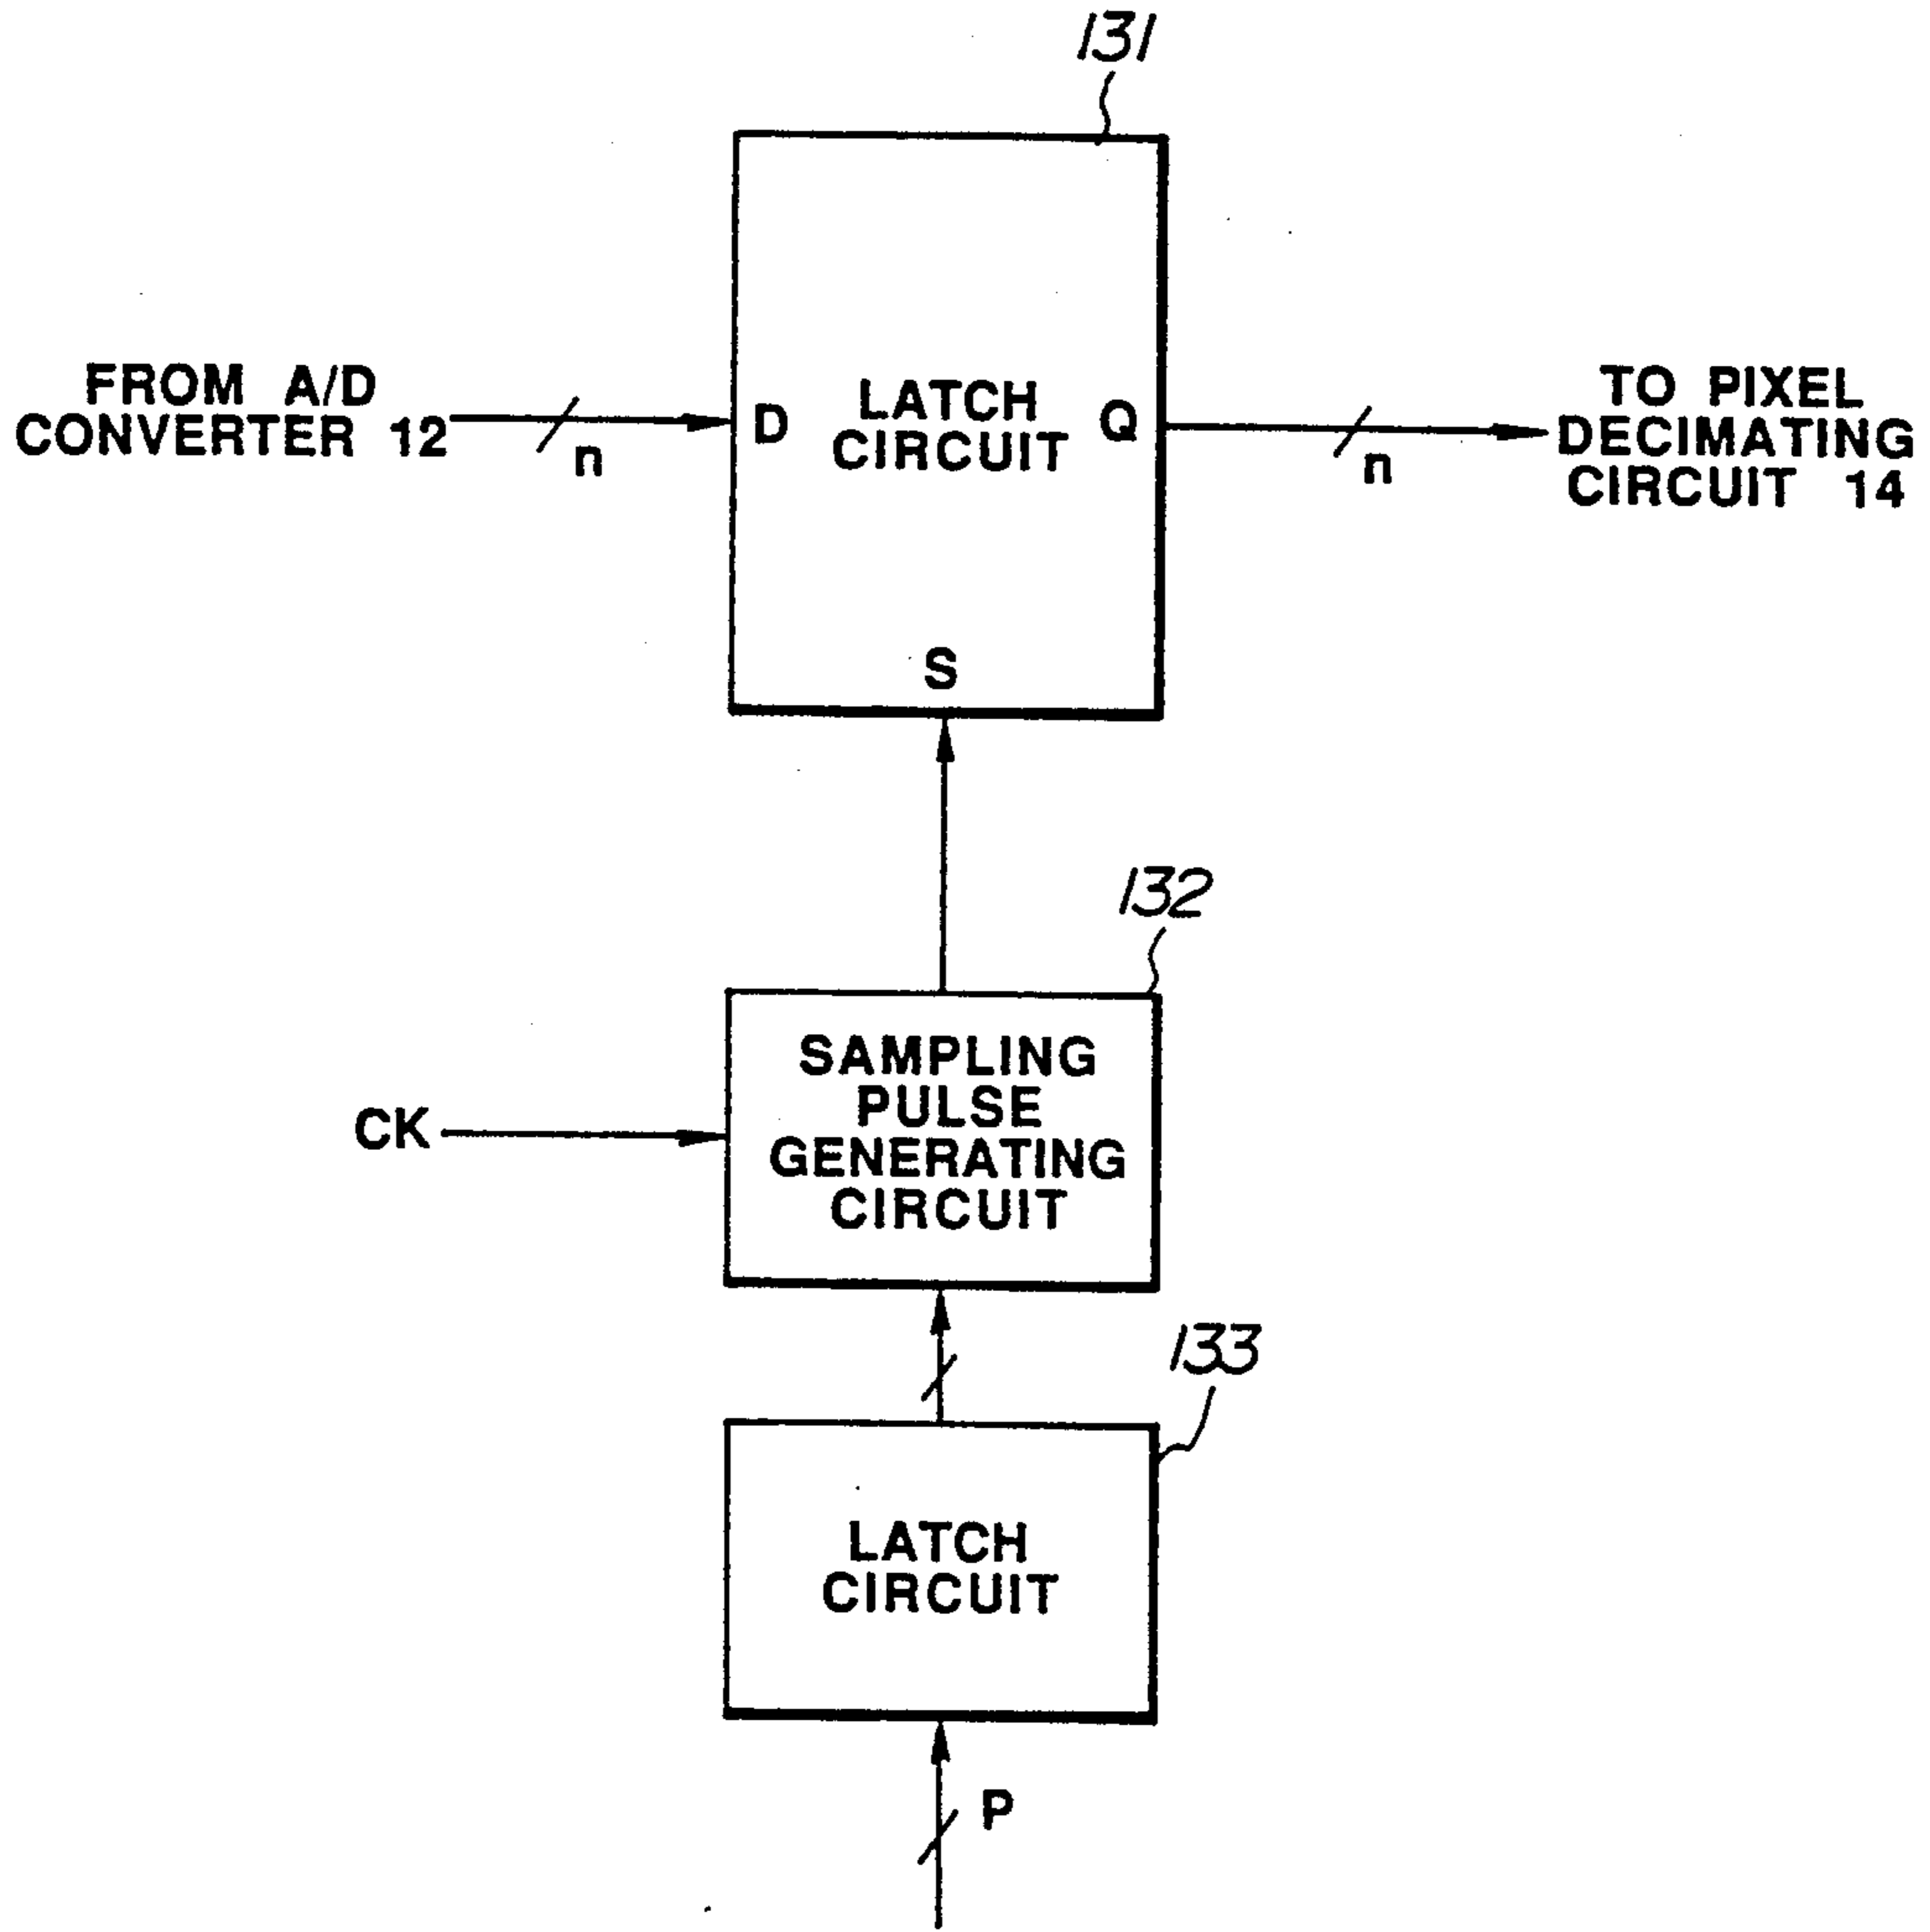 131
FROM A/D
CONVERTER 12
n
D
LATCH
CIRCUIT
Q
n
TO PIXEL
DECIMATING
CIRCUIT 14
S
132
CK
SAMPLING
PULSE
GENERATING
CIRCUIT
133
LATCH
CIRCUIT
P